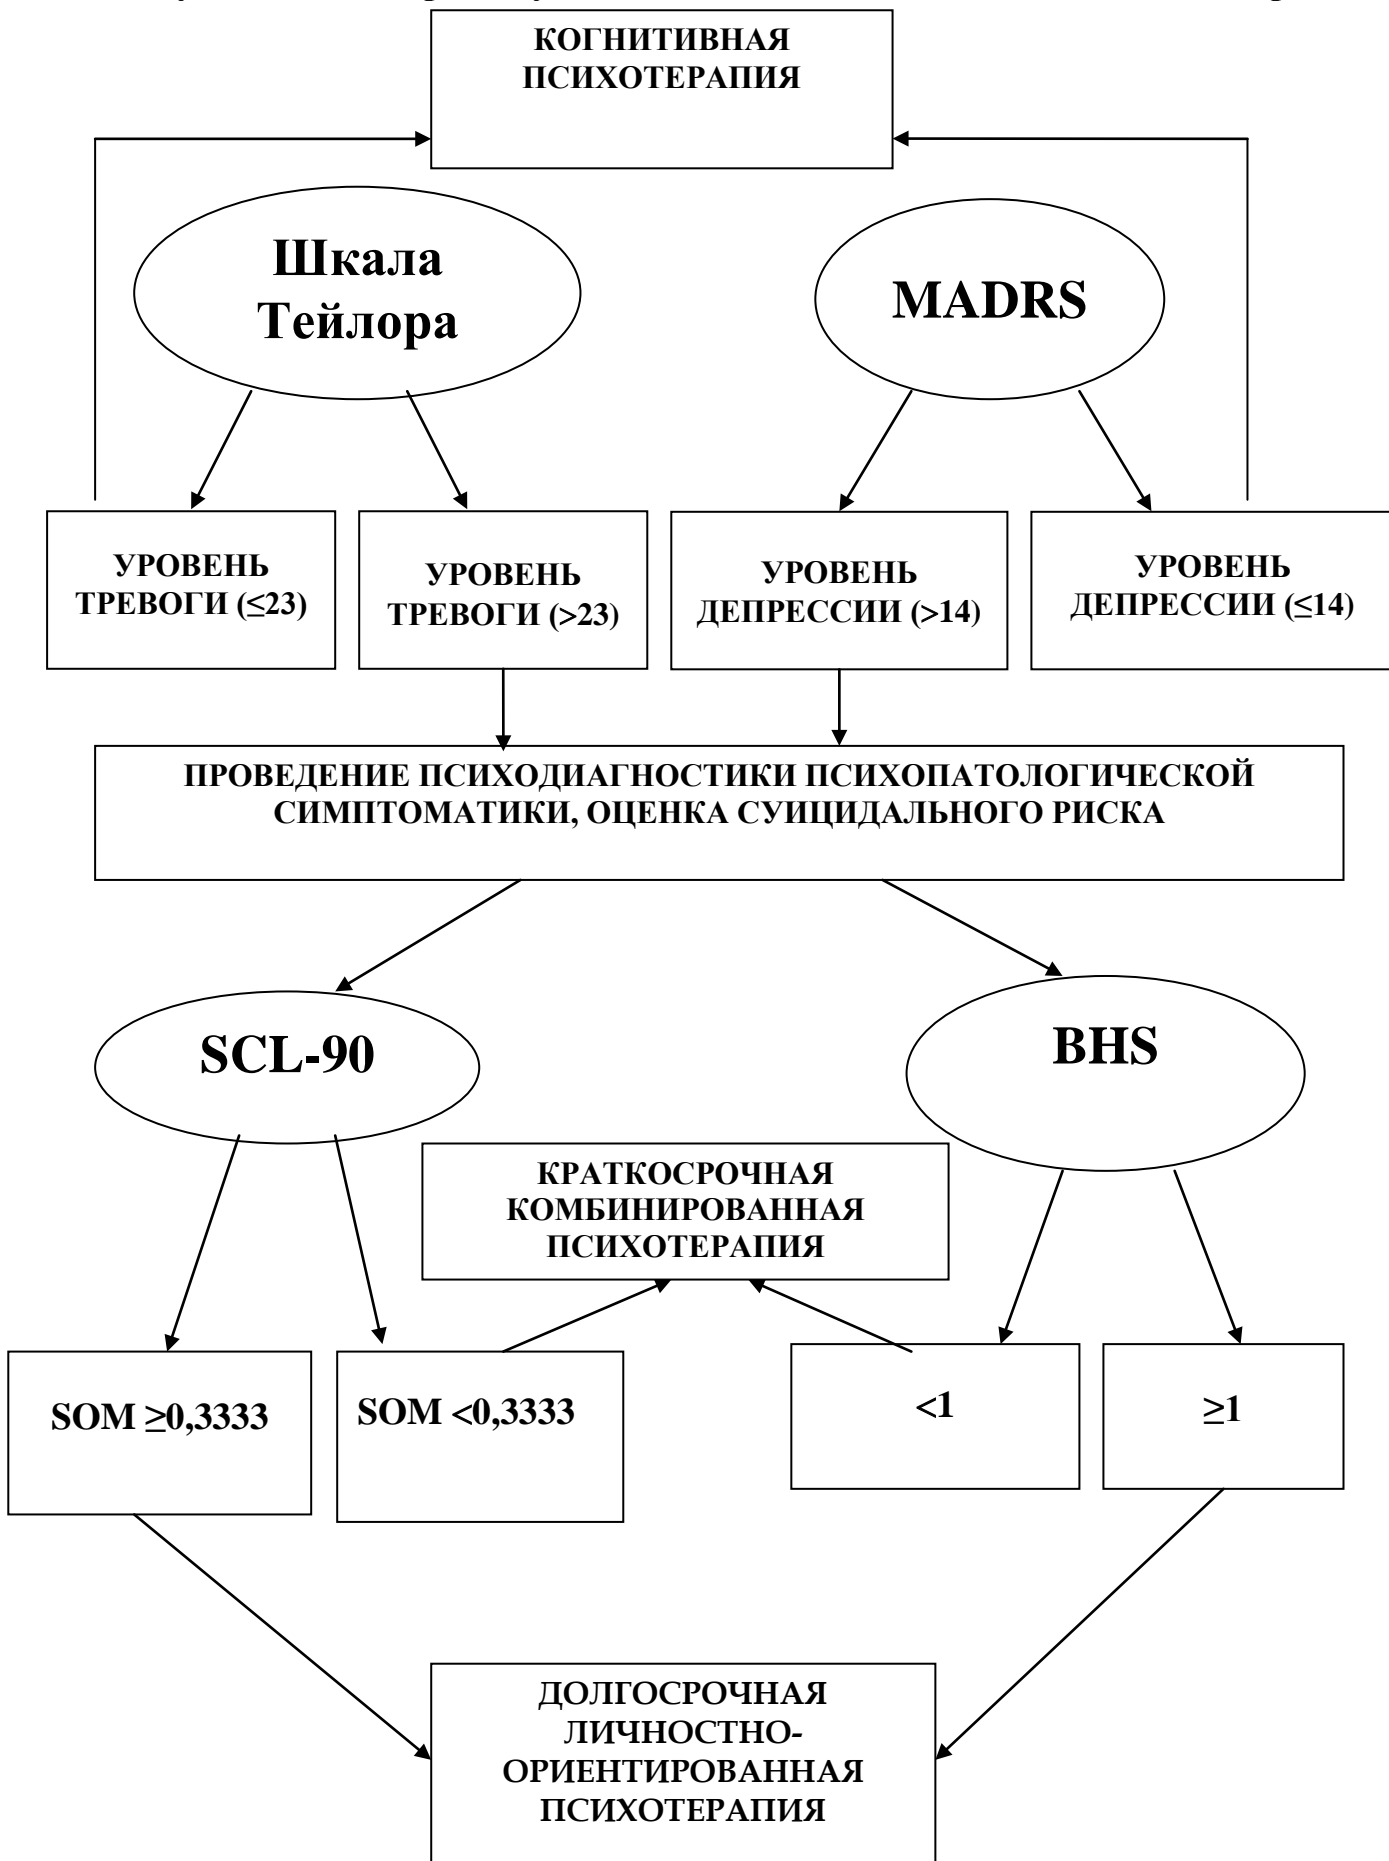 КОГНИТИВНАЯ
ПСИХОТЕРАПИЯ
Шкала
Тейлора
MADRS
УРОВЕНЬ
ТРЕВОГИ (≤23)
УРОВЕНЬ
ТРЕВОГИ (>23)
УРОВЕНЬ
ДЕПРЕССИИ (>14)
УРОВЕНЬ
ДЕПРЕССИИ (≤14)
ПРОВЕДЕНИЕ ПСИХОДИАГНОСТИКИ ПСИХОПАТОЛОГИЧЕСКОЙ
СИМПТОМАТИКИ, ОЦЕНКА СУИЦИДАЛЬНОГО РИСКА
SCL-90
BHS
КРАТКОСРОЧНАЯ
КОМБИНИРОВАННАЯ
ПСИХОТЕРАПИЯ
SOM ≥0,3333
SOM <0,3333
<1
≥1
ДОЛГОСРОЧНАЯ
ЛИЧНОСТНО-
ОРИЕНТИРОВАННАЯ
ПСИХОТЕРАПИЯ